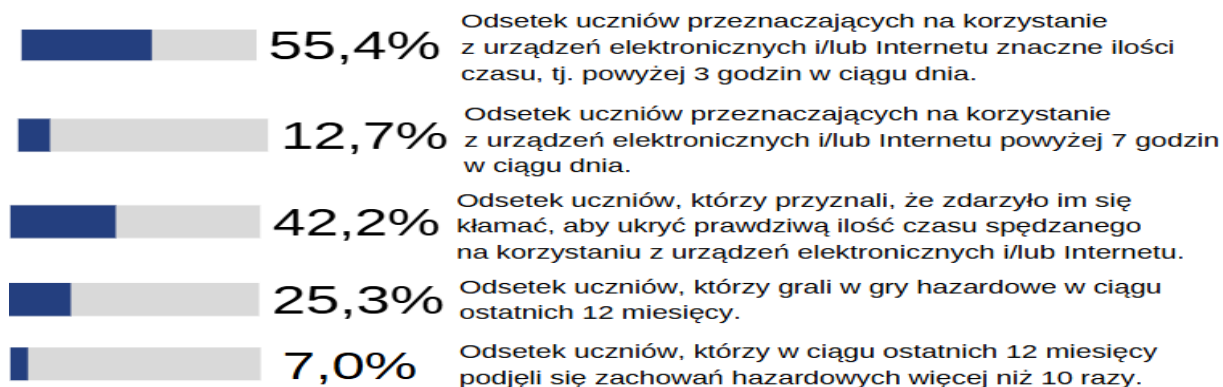 55,4%
Odsetek uczniów przeznaczających na korzystanie
z urządzeń elektronicznych i/lub Internetu znaczne ilości
czasu, tj. powyżej 3 godzin w ciągu dnia.
12,7%
Odsetek uczniów przeznaczających na korzystanie
z urządzeń elektronicznych i/lub Internetu powyżej 7 godzin
w ciągu dnia.
42,2%
Odsetek uczniów, którzy przyznali, że zdarzyło im się
kłamać, aby ukryć prawdziwą ilość czasu spędzanego
na korzystaniu z urządzeń elektronicznych i/lub Internetu.
25,3%
Odsetek uczniów, którzy grali w gry hazardowe w ciągu
ostatnich 12 miesięcy.
7,0%
Odsetek uczniów, którzy w ciągu ostatnich 12 miesięcy
podjęli się zachowań hazardowych więcej niż 10 razy.